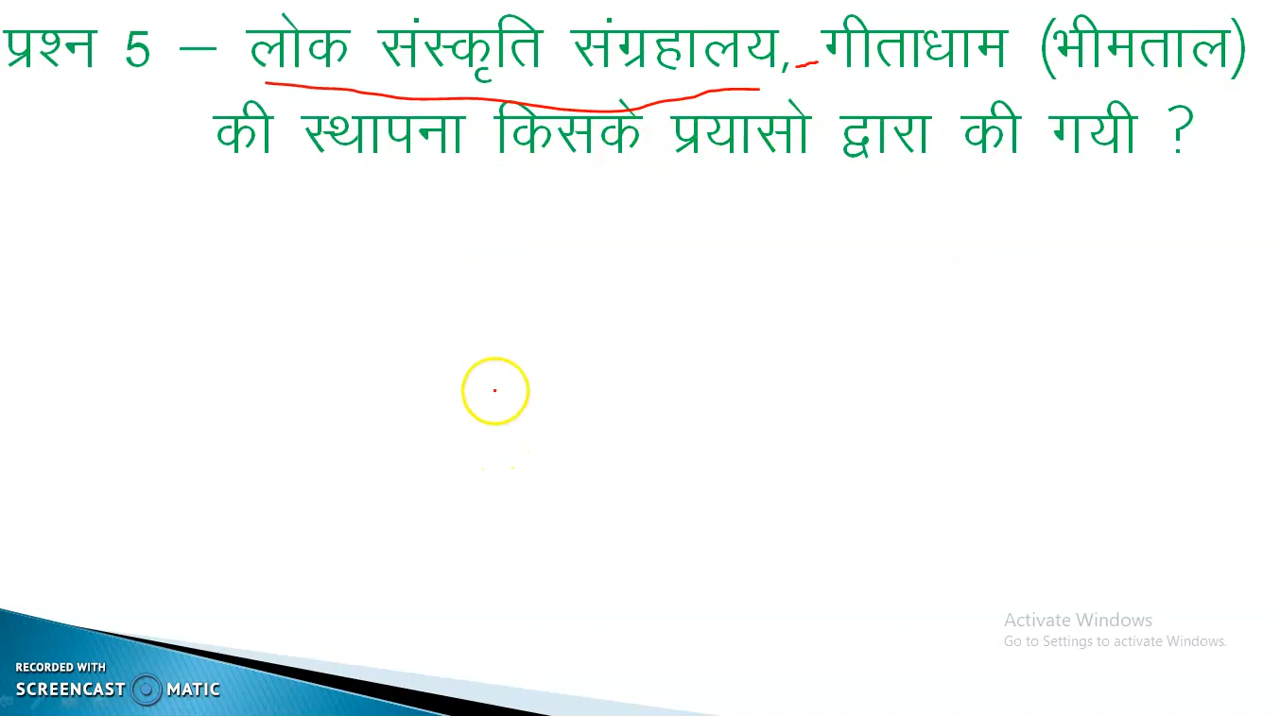 प्रश्न 5 – लोक संस्कृति संग्रहालय, गीताधाम (भीमताल)
की स्थापना किसके प्रयासो द्वारा की गयी ?
Activate Windows
Go to Settings to activate Windows.
RECORDED WITH
SCREENCAST MATIC